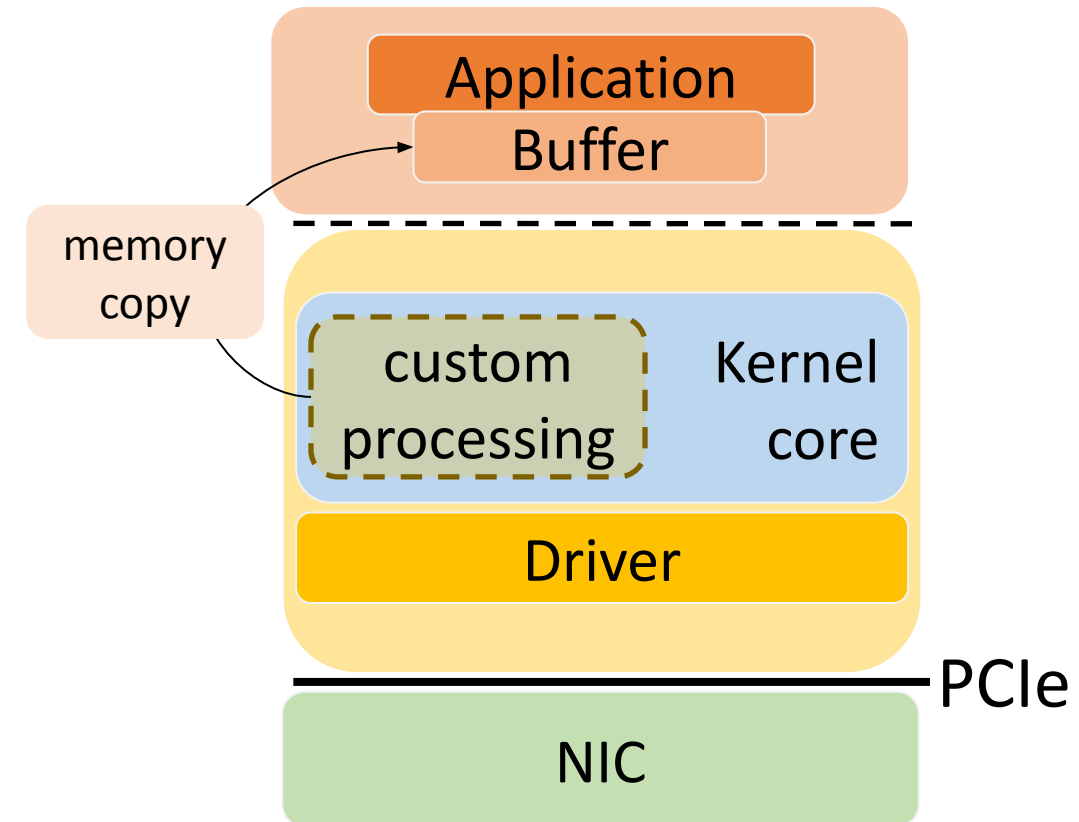 Application
Buffer
memory
copy
custom
processing
Kernel
core
Driver
PCIe
NIC